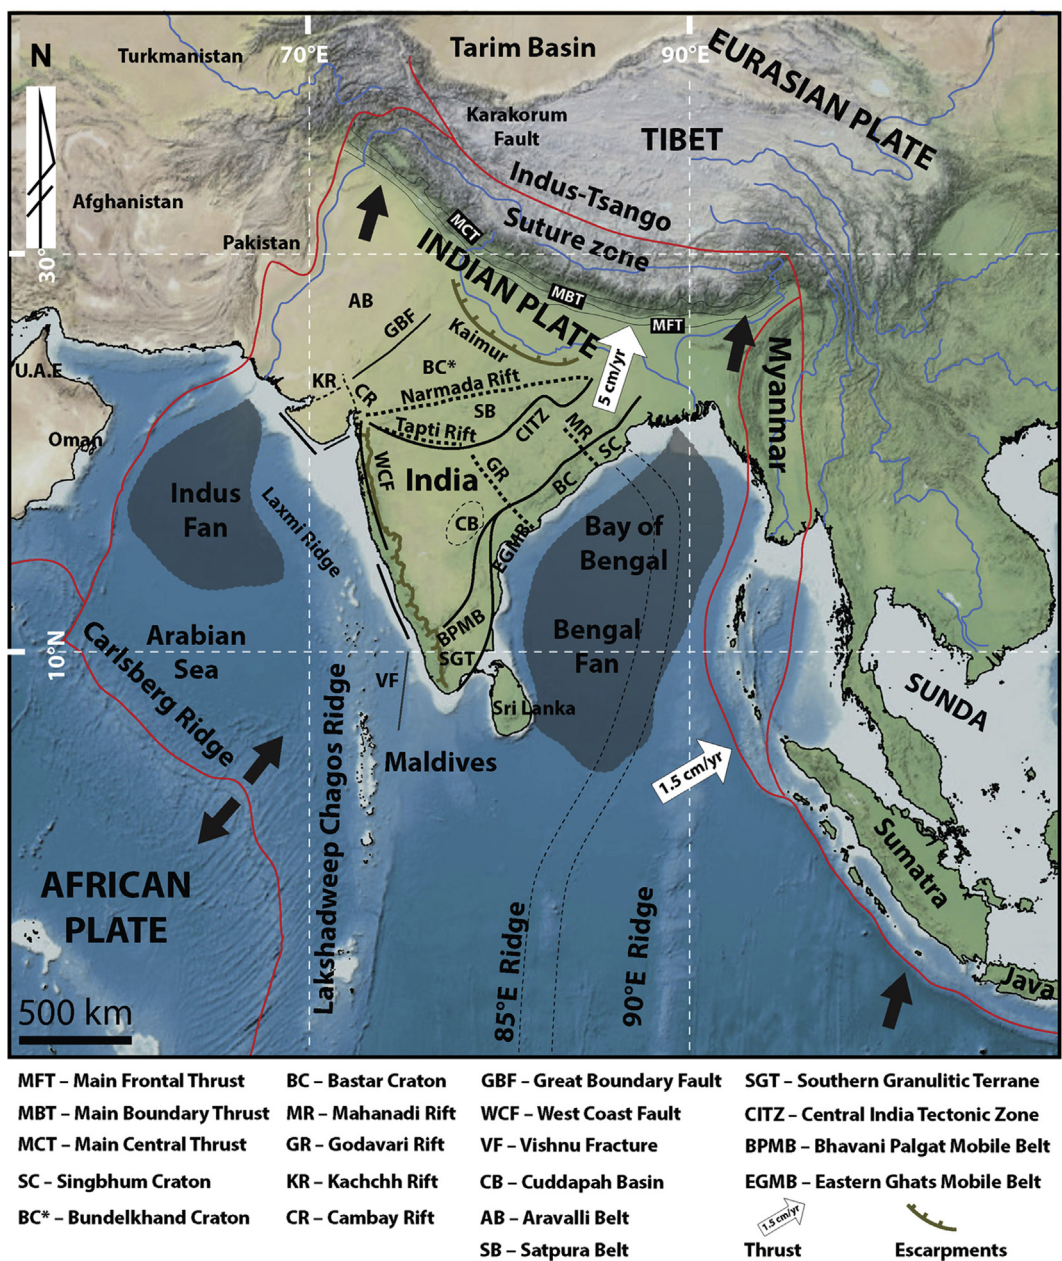 N
Turkmanistan
70°E
Tarim Basin
90°E
EURASIAN PLATE
Karakorum
Fault
TIBET
Afghanistan
Indus-Tsango
Suture zone
Pakistan
MCT
30°
INDIAN PLATE
MBT
MFT
AB
GBF
Kaimur
U.A.E
KR
CR
BC*
Narmada Rift
SB
5 cm/yr
Myanmar
Tapti Rift
CITZ
MR
SC
Oman
WCF
India
GR
BC
Indus
Fan
Laxmi Ridge
CB
EGMB
Bay of
Bengal
Arabian
Sea
10°N
Carlsberg Ridge
BPMB
SGT
Bengal
Fan
VF
Sri Lanka
SUNDA
Lakshadweep Chagos Ridge
Maldives
1.5 cm/yr
Sumatra
AFRICAN
PLATE
85°E Ridge
90°E Ridge
Java
500 km
MFT – Main Frontal Thrust
MBT – Main Boundary Thrust
MCT – Main Central Thrust
SC – Singbhum Craton
BC* – Bundelkhand Craton
BC – Bastar Craton
MR – Mahanadi Rift
GR – Godavari Rift
KR – Kachchh Rift
CR – Cambay Rift
GBF – Great Boundary Fault
WCF – West Coast Fault
VF – Vishnu Fracture
CB – Cuddapah Basin
AB – Aravalli Belt
SB – Satpura Belt
SGT – Southern Granulitic Terrane
CITZ – Central India Tectonic Zone
BPMB – Bhavani Palgat Mobile Belt
EGMB – Eastern Ghats Mobile Belt
1.5 cm/yr
Thrust
Escarpments